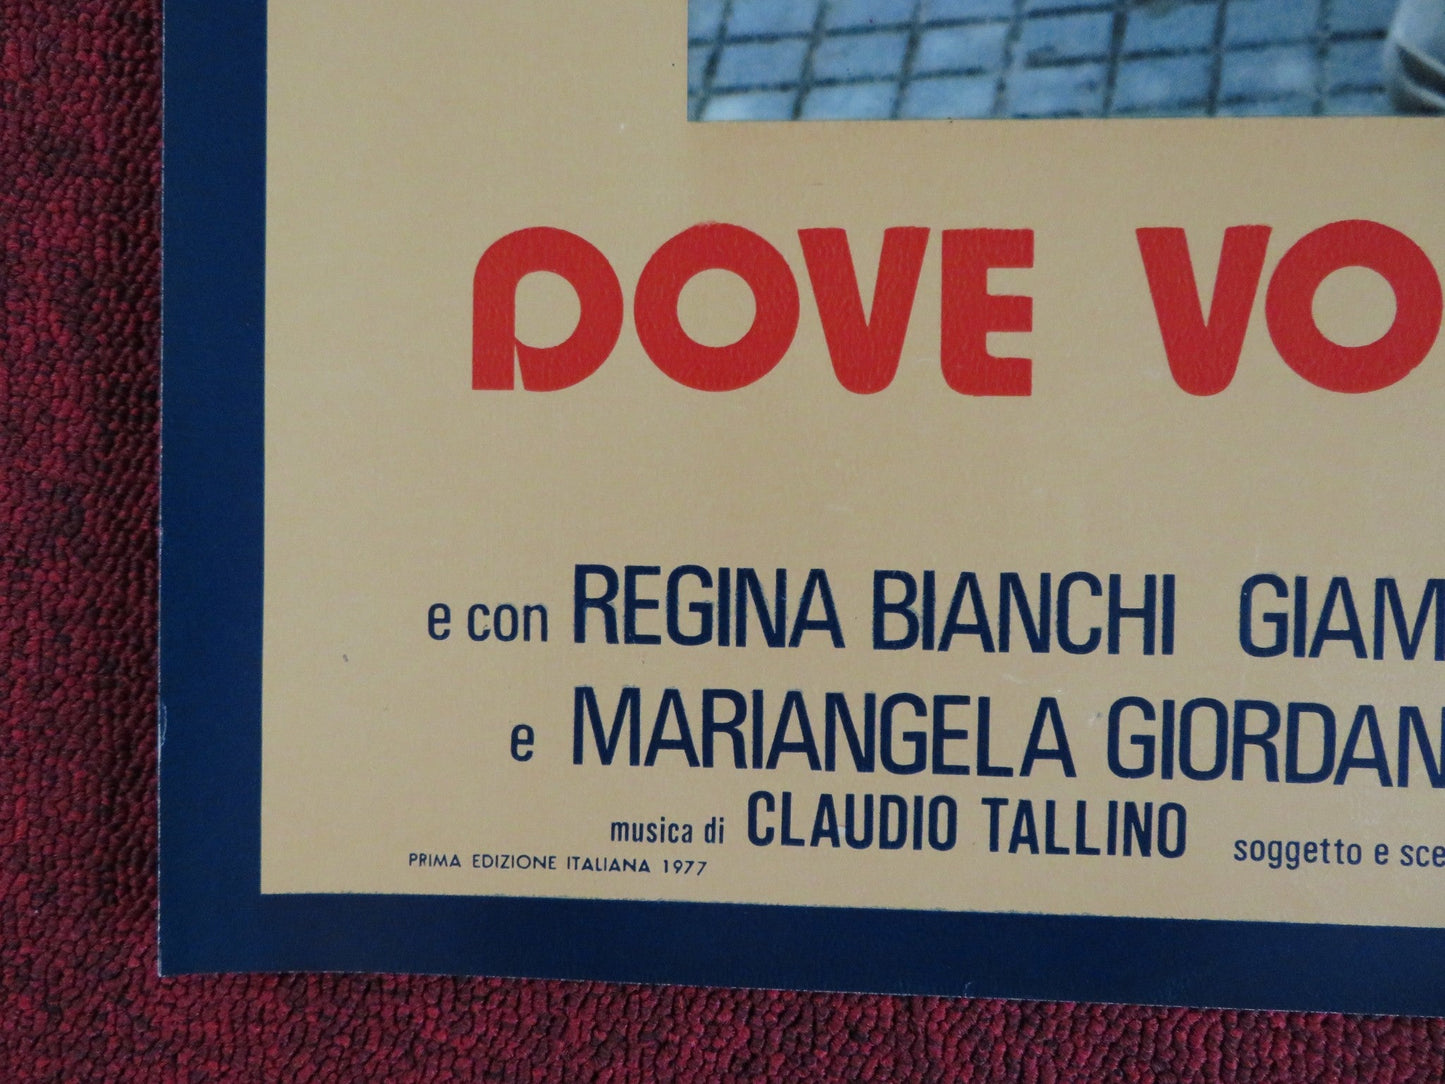 DOVE VO
e con REGINA BIANCHI GIAM
e MARIANGELA GIORDAN
musica di CLAUDIO TALLINO soggetto e sce
PRIMA EDIZIONE ITALIANA 1977